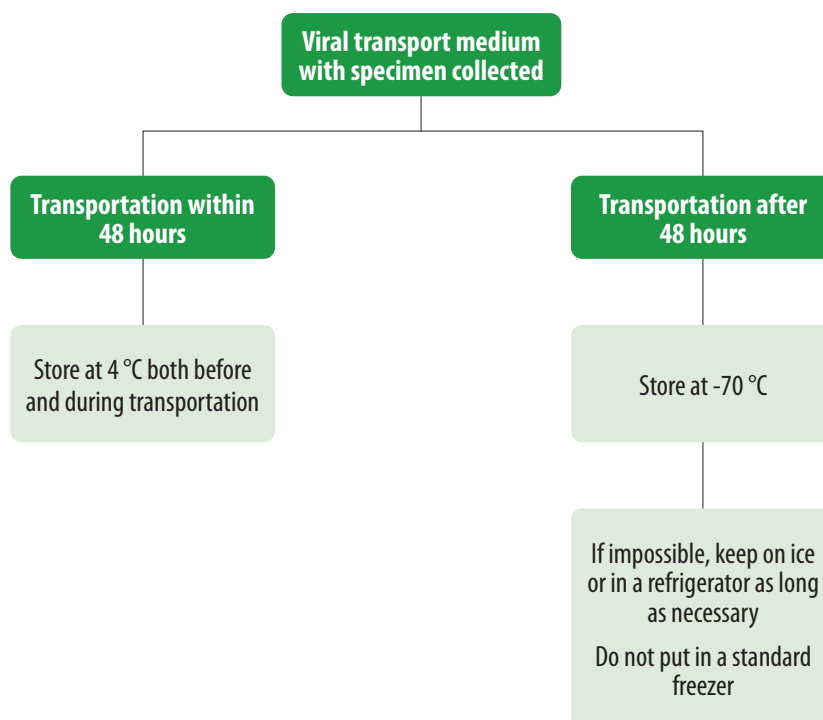 Viral transport medium
with specimen collected
Transportation within
48 hours
Transportation after
48 hours
Store at 4 °C both before
and during transportation
Store at -70 °C
If impossible, keep on ice
or in a refrigerator as long
as necessary
Do not put in a standard
freezer